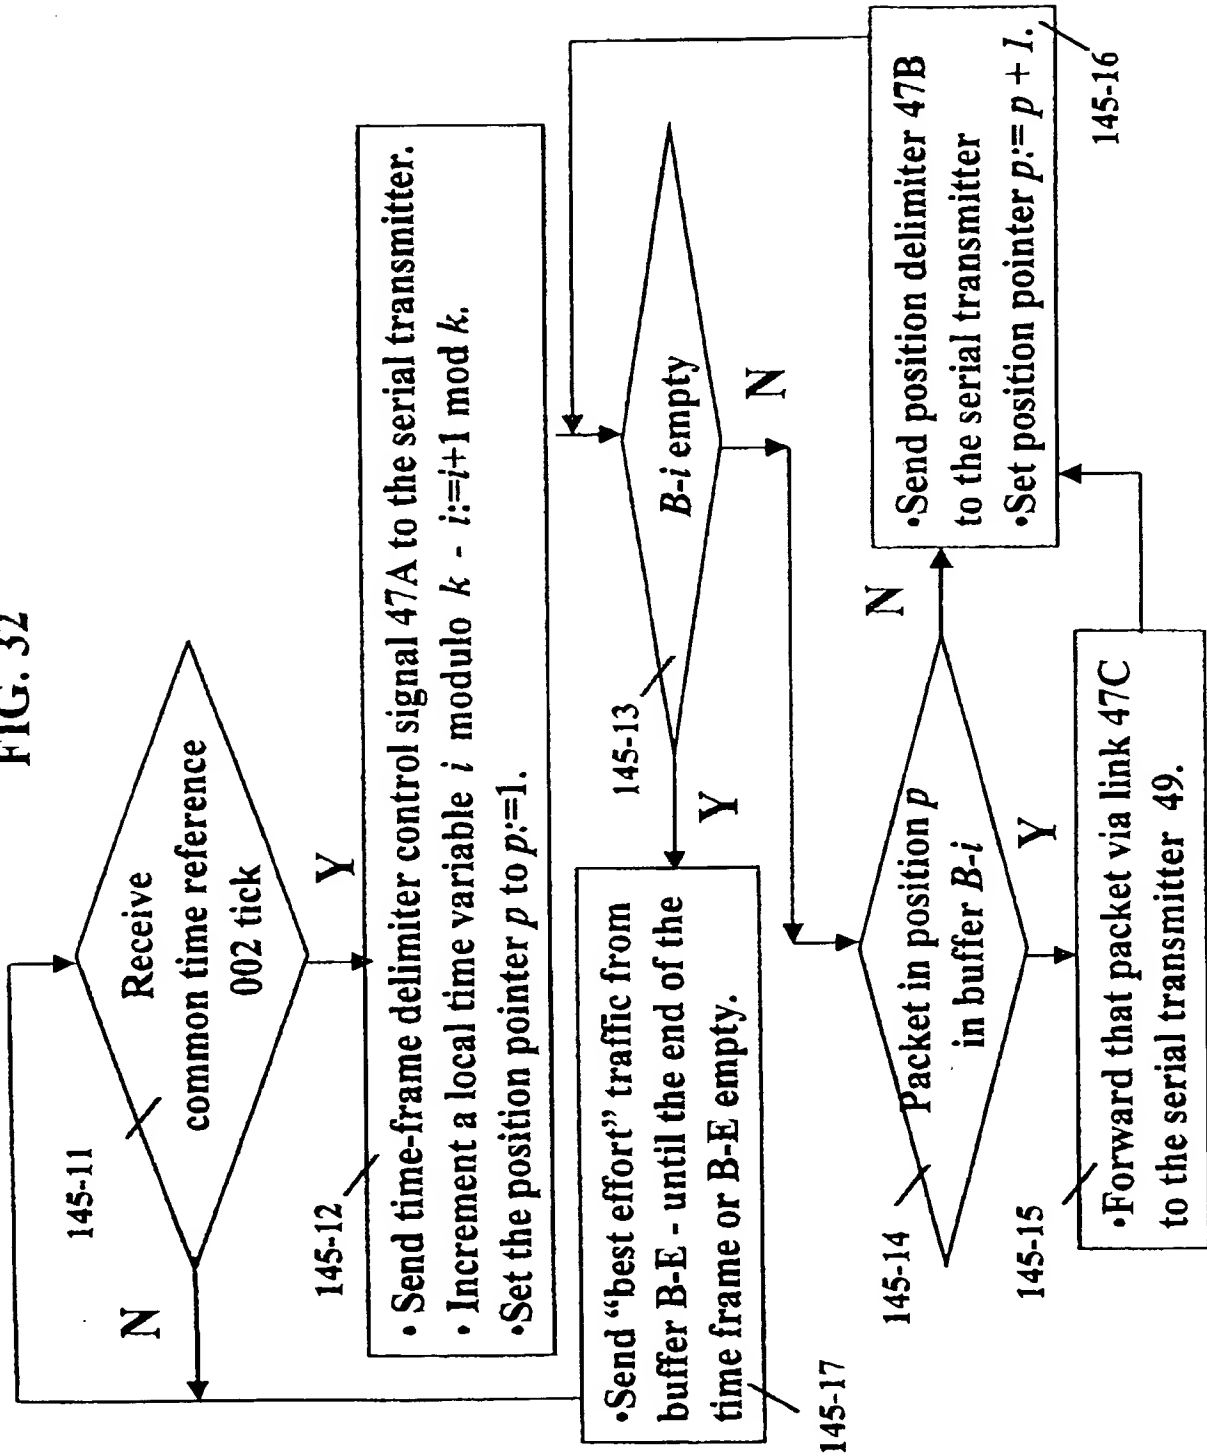 FIG. 32
145-11
Receive
common time reference
002 tick
N
Y
145-12
• Send time-frame delimiter control signal 47A to the serial transmitter.
• Increment a local time variable i modulo k - i:=i+1 mod k.
•Set the position pointer p to p:=1.
145-13
B-i empty
Y
N
•Send “best effort” traffic from
buffer B-E - until the end of the
time frame or B-E empty.
145-17
145-14
Packet in position p
in buffer B-i
N
Y
145-15
•Forward that packet via link 47C
to the serial transmitter 49.
•Send position delimiter 47B
to the serial transmitter
•Set position pointer p:= p + 1.
145-16